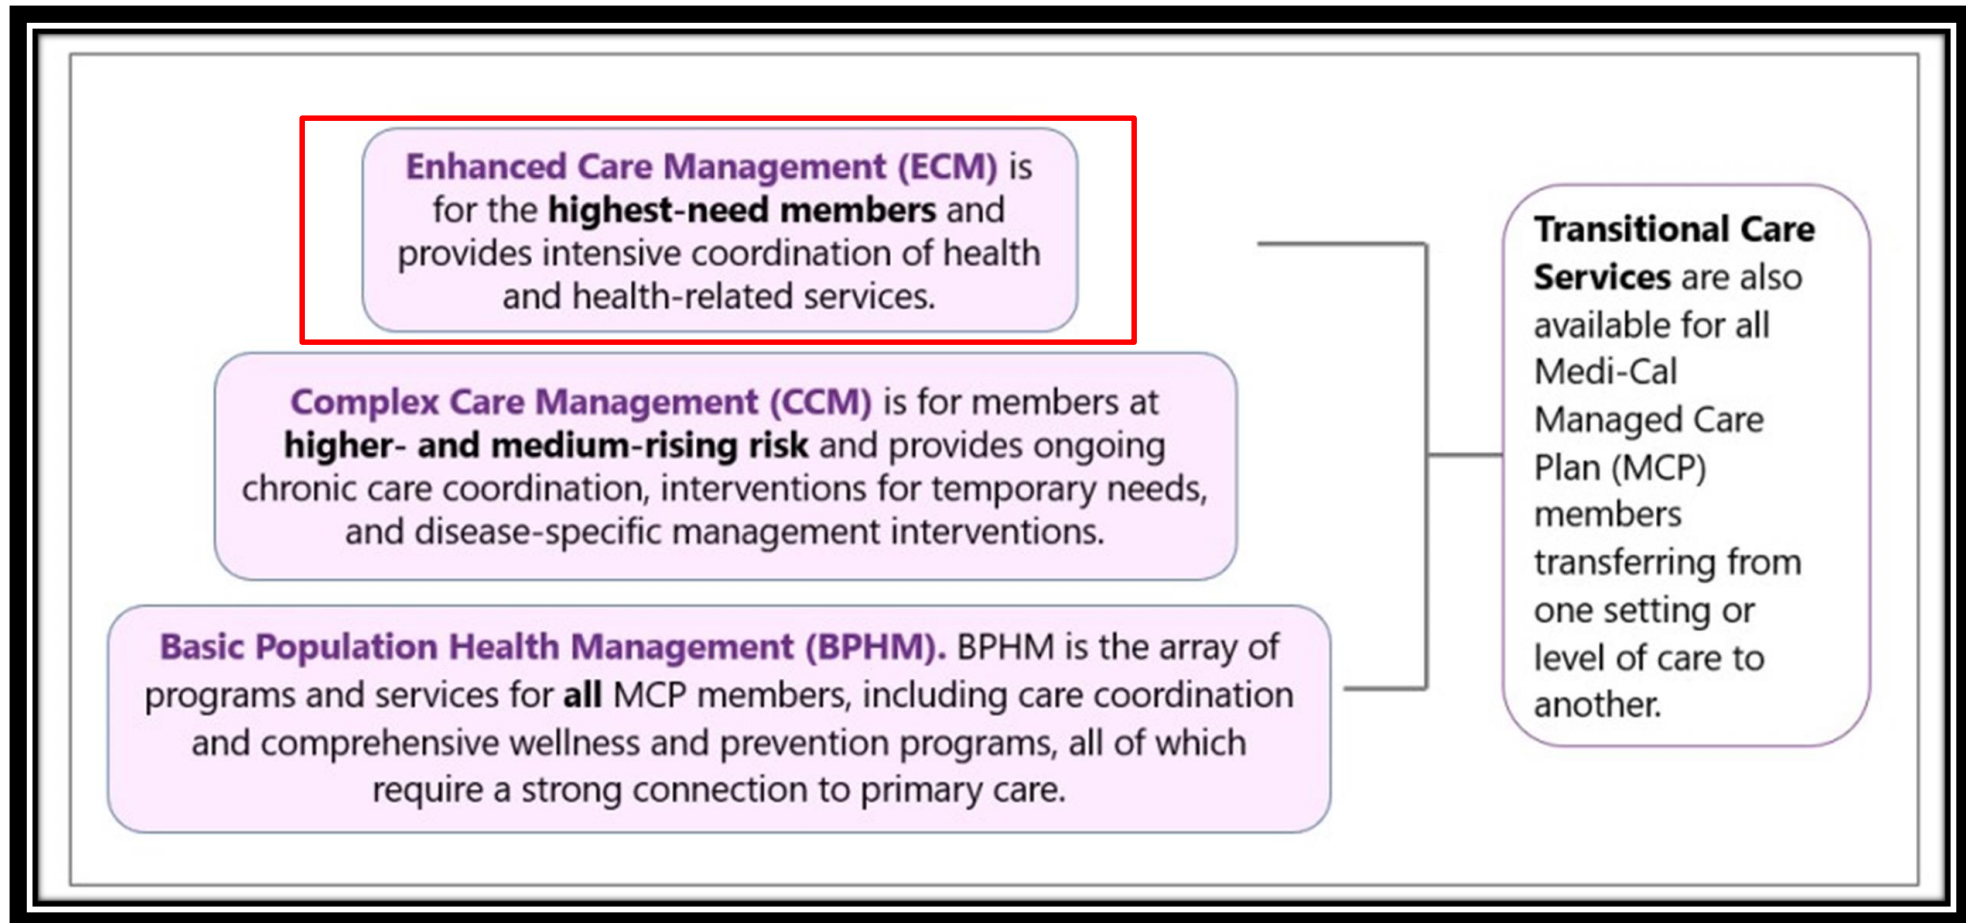 Enhanced Care Management (ECM) is
for the highest-need members and
provides intensive coordination of health
and health-related services.
Complex Care Management (CCM) is for members at
higher- and medium-rising risk and provides ongoing
chronic care coordination, interventions for temporary needs,
and disease-specific management interventions.
Basic Population Health Management (BPHM). BPHM is the array of
programs and services for all MCP members, including care coordination
and comprehensive wellness and prevention programs, all of which
require a strong connection to primary care.
Transitional Care
Services are also
available for all
Medi-Cal
Managed Care
Plan (MCP)
members
transferring from
one setting or
level of care to
another.